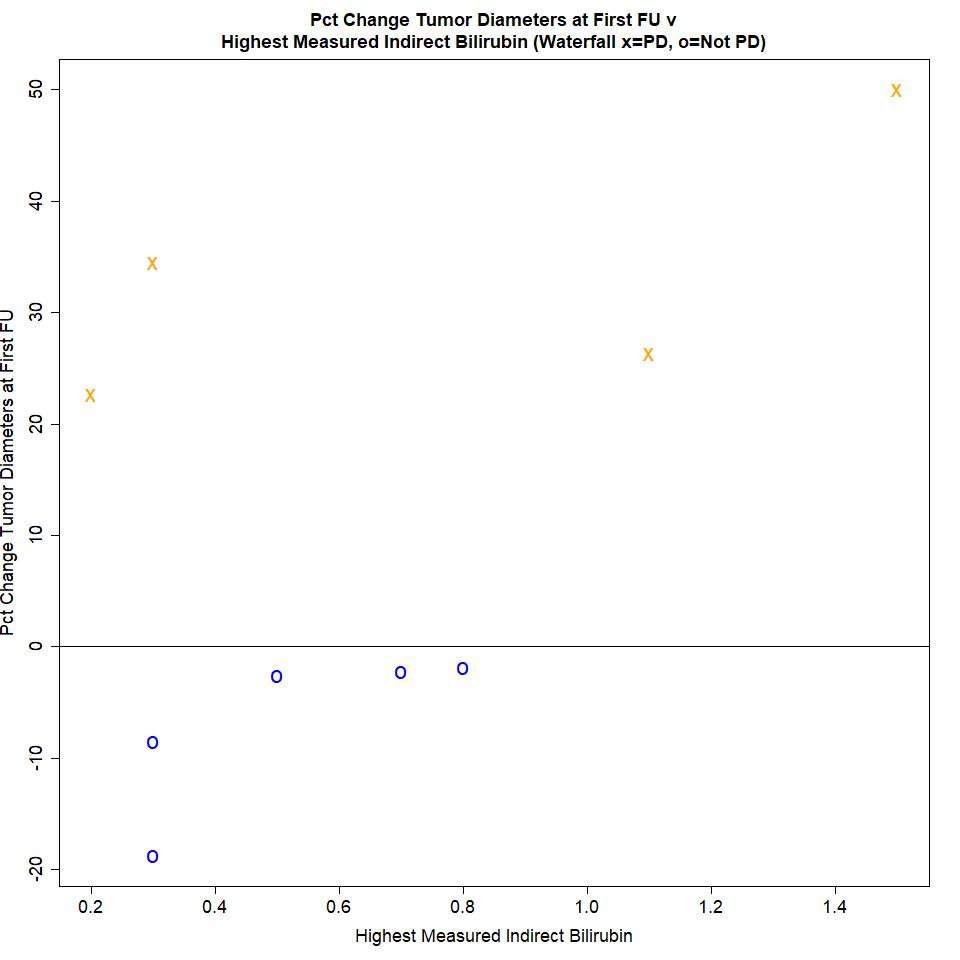 Pct Change Tumor Diameters at First FU v
Highest Measured Indirect Bilirubin (Waterfall x=PD, o=Not PD)
Pct Change Tumor Diameters at First FU
50
40
30
20
10
0
-10
-20
X
X
X
X
O
O
O
O
O
0.2 0.4 0.6 0.8 1.0 1.2 1.4
Highest Measured Indirect Bilirubin